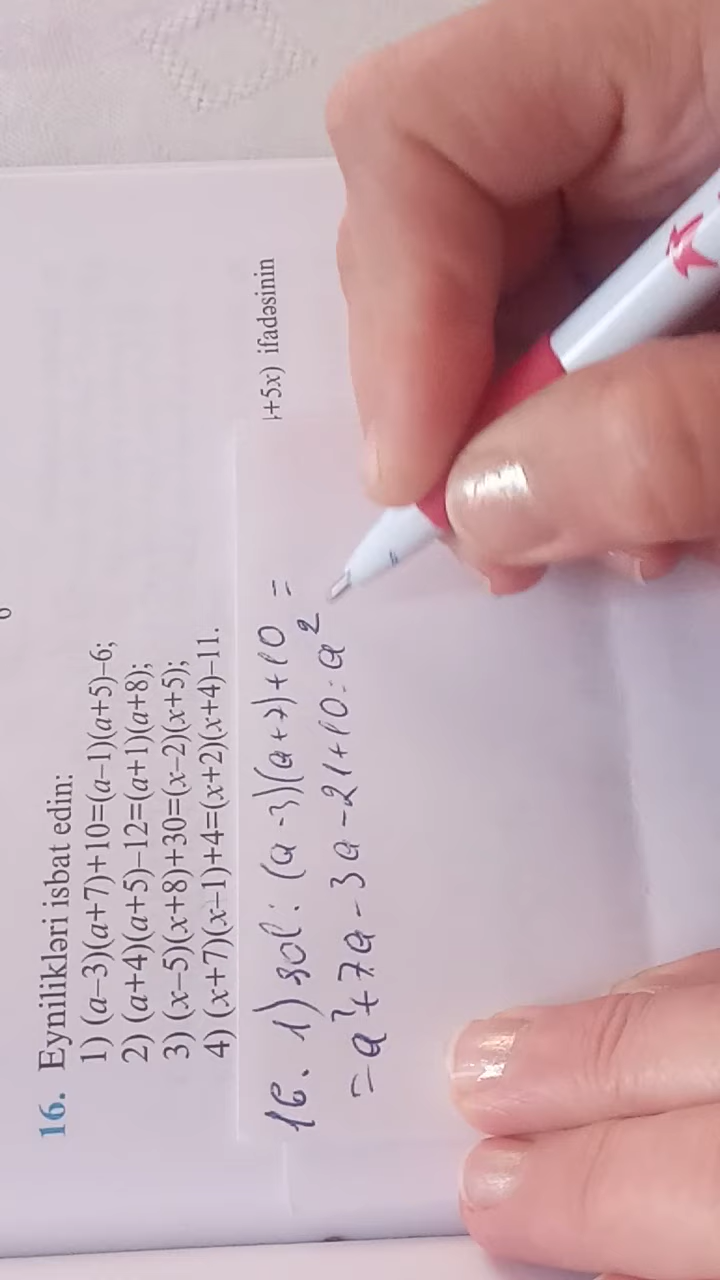 16. Eynilikləri isbat edin:
1) (a–3)(a+7)+10=(a–1)(a+5)–6;
2) (a+4)(a+5)–12=(a+1)(a+8);
3) (x–5)(x+8)+30=(x–2)(x+5);
4) (x+7)(x–1)+4=(x+2)(x+4)–11.
+5x) ifadəsinin
16. 1) sol: (a-3)(a+7)+10 =
= a²+7a-3a-21+10= a²